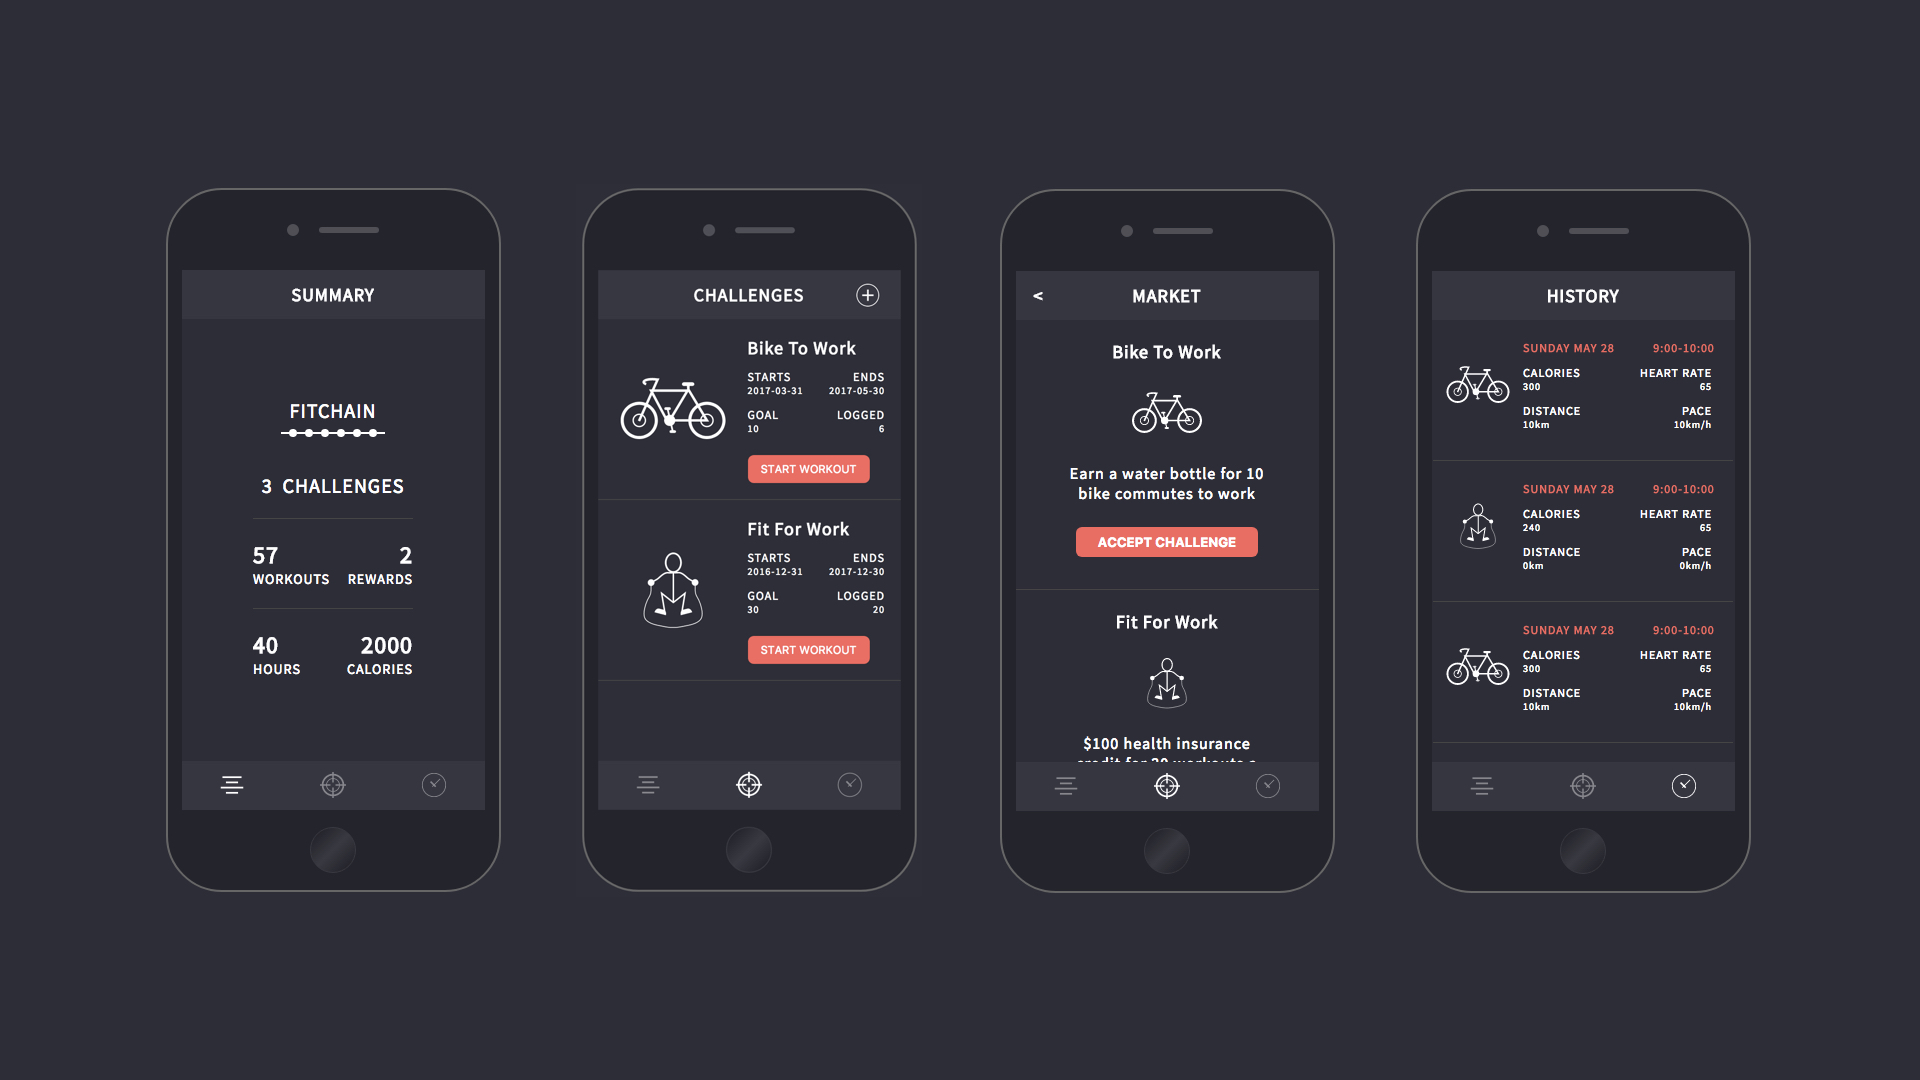 SUMMARY
FITCHAIN
3 CHALLENGES
57 2
WORKOUTS REWARDS
40 2000
HOURS CALORIES
CHALLENGES
Bike To Work
STARTS ENDS
2017-03-31 2017-05-30
GOAL LOGGED
10 6
START WORKOUT
Fit For Work
STARTS ENDS
2016-12-31 2017-12-30
GOAL LOGGED
30 20
START WORKOUT
< MARKET
Bike To Work
Earn a water bottle for 10
bike commutes to work
ACCEPT CHALLENGE
Fit For Work
$100 health insurance
credit for 30 workouts a
HISTORY
SUNDAY MAY 28 9:00-10:00
CALORIES HEART RATE
300 65
DISTANCE PACE
10km 10km/h
SUNDAY MAY 28 9:00-10:00
CALORIES HEART RATE
240 65
DISTANCE PACE
0km 0km/h
SUNDAY MAY 28 9:00-10:00
CALORIES HEART RATE
300 65
DISTANCE PACE
10km 10km/h